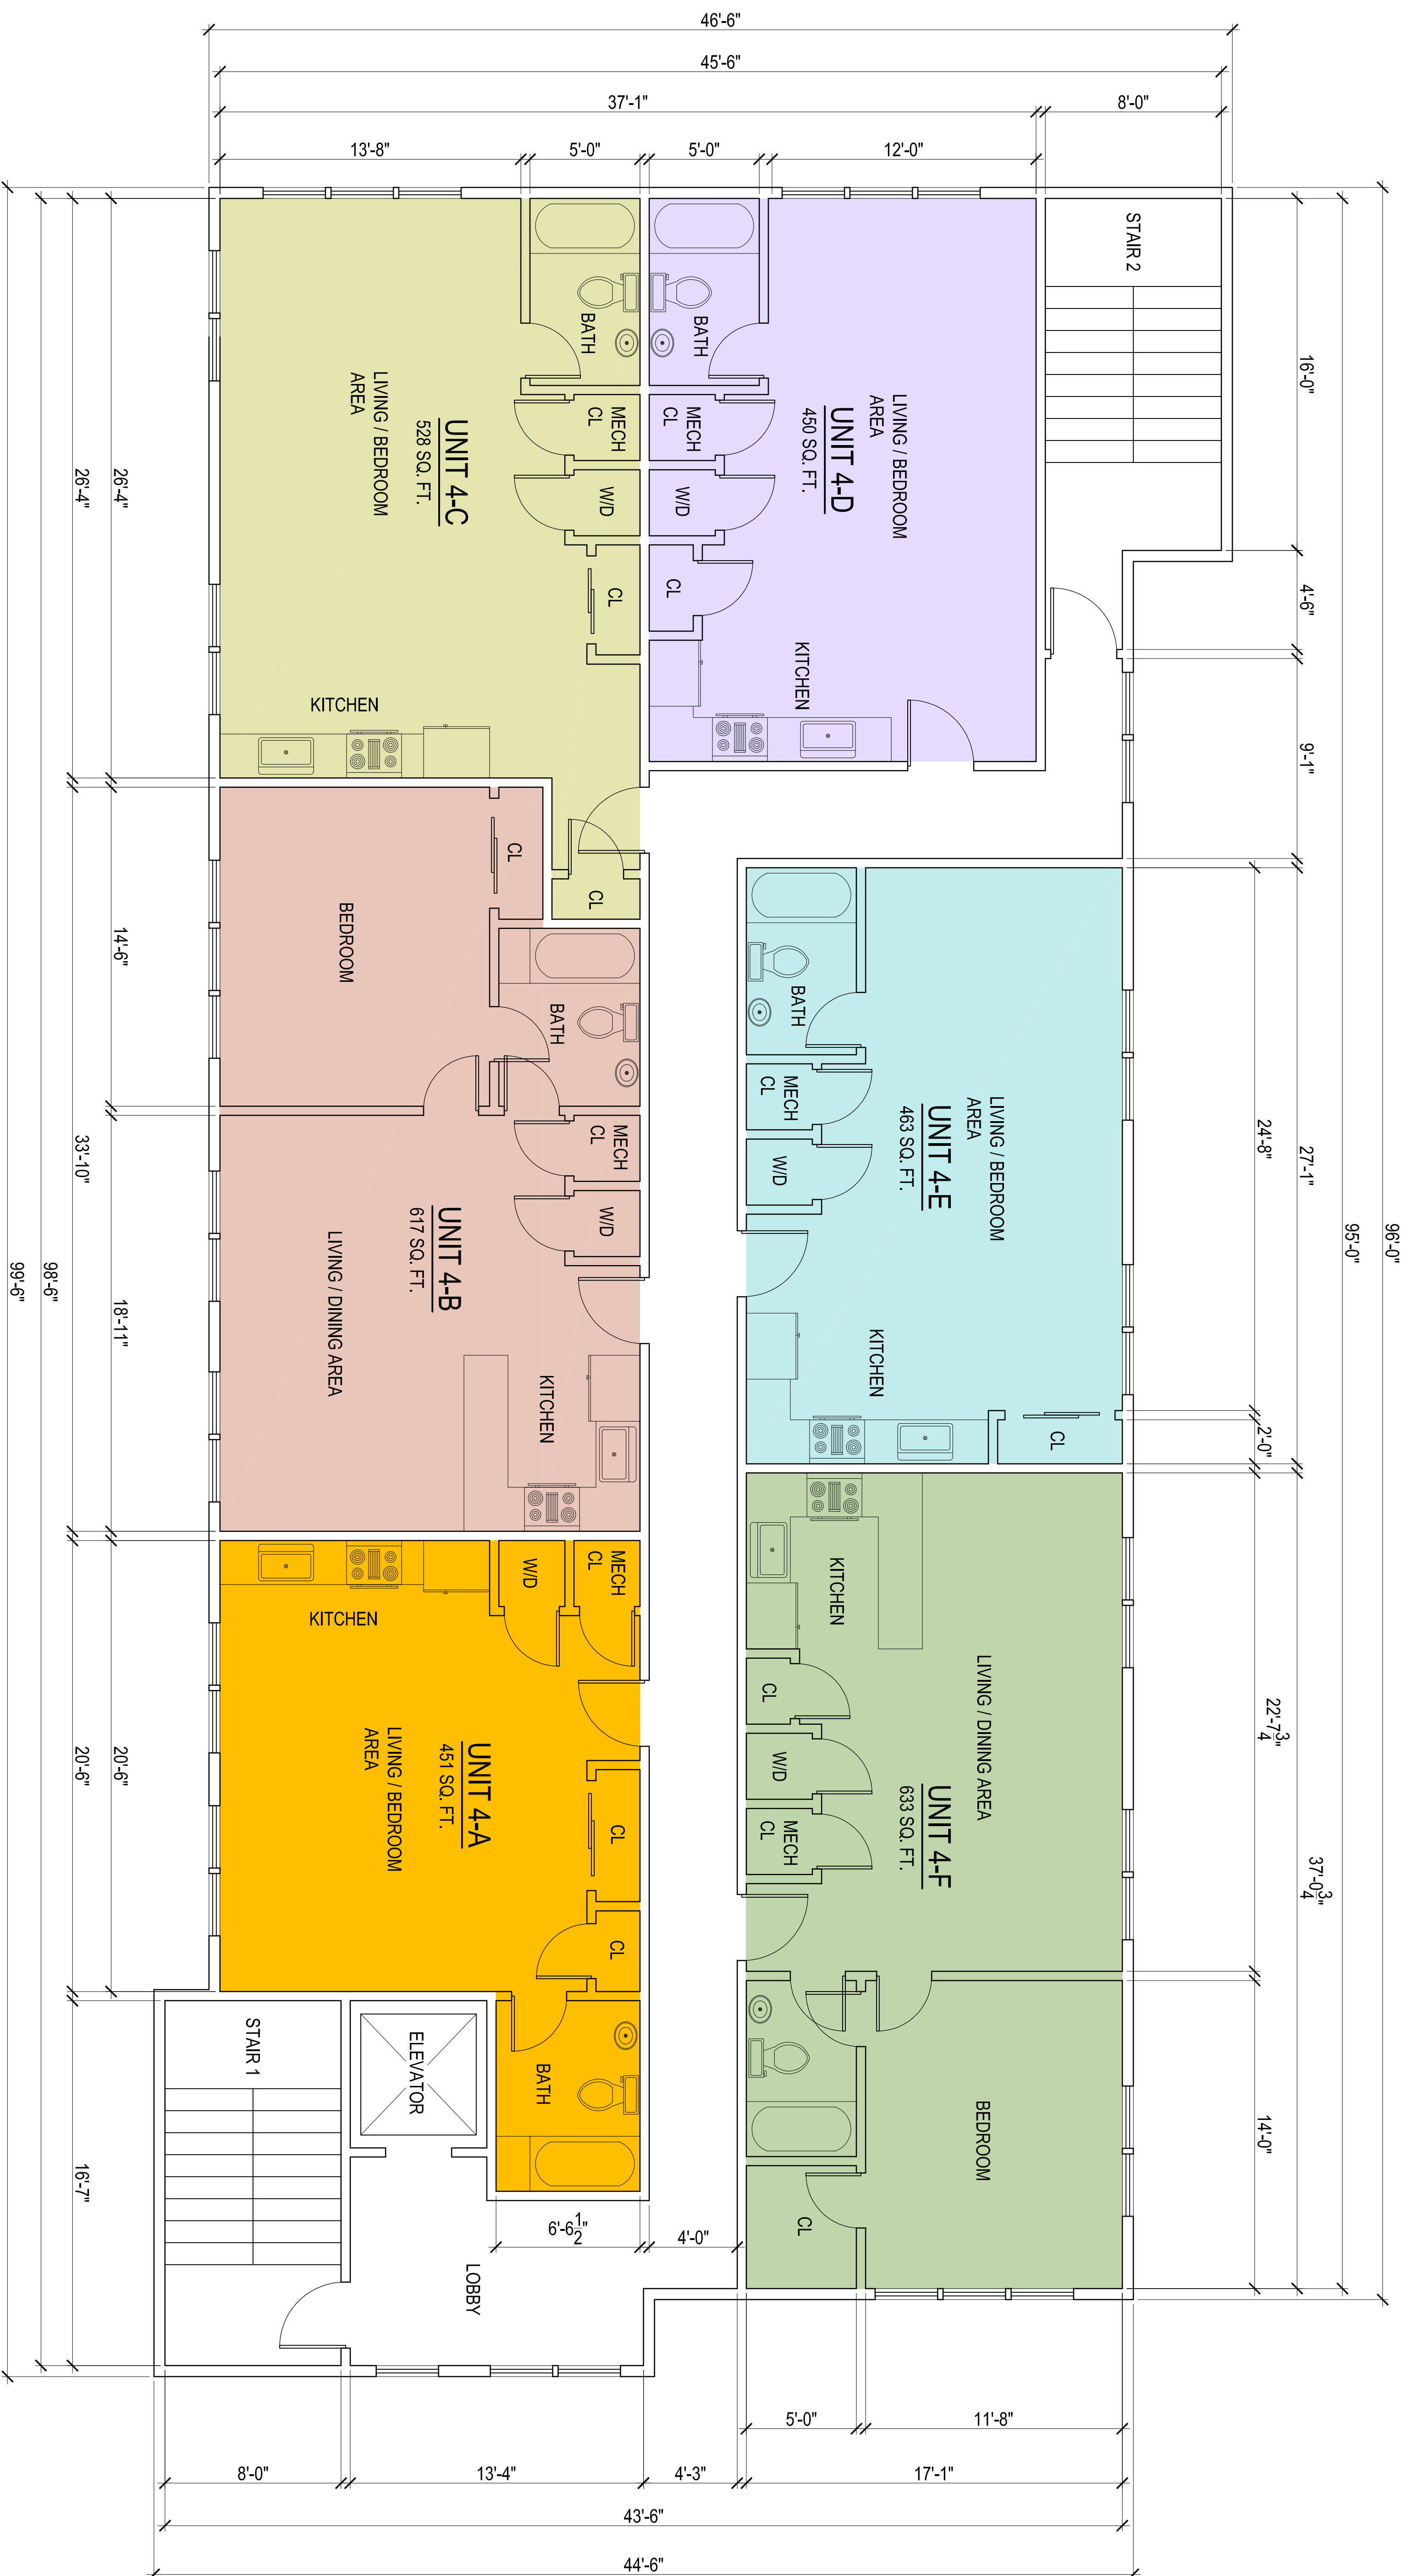 46'-6"
45'-6"
37'-1"
8'-0"
13'-8"
5'-0"
5'-0"
12'-0"
STAIR 2
16'-0"
4'-6"
9'-1"
27'-1"
24'-8"
2'-0"
95'-0"
96'-0"
22'-7 3/4"
37'-0 3/4"
14'-0"
26'-4"
26'-4"
14'-6"
33'-10"
18'-11"
98'-6"
99'-6"
20'-6"
20'-6"
16'-7"
LIVING / BEDROOM
AREA
UNIT 4-C
528 SQ. FT.
BATH
MECH
CL
W/D
CL
KITCHEN
CL
LIVING / BEDROOM
AREA
UNIT 4-D
450 SQ. FT.
BATH
MECH
CL
W/D
CL
KITCHEN
BEDROOM
CL
BATH
MECH
CL
W/D
UNIT 4-B
617 SQ. FT.
LIVING / DINING AREA
KITCHEN
LIVING / BEDROOM
AREA
UNIT 4-E
463 SQ. FT.
BATH
MECH
CL
W/D
KITCHEN
CL
KITCHEN
W/D
MECH
CL
UNIT 4-A
451 SQ. FT.
LIVING / BEDROOM
AREA
CL
CL
BATH
KITCHEN
LIVING / DINING AREA
UNIT 4-F
633 SQ. FT.
CL
W/D
MECH
CL
BEDROOM
CL
STAIR 1
ELEVATOR
LOBBY
6'-6 1/2"
4'-0"
5'-0"
11'-8"
8'-0"
13'-4"
4'-3"
17'-1"
43'-6"
44'-6"